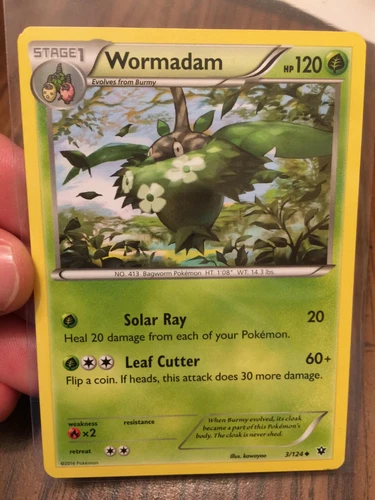 STAGE1 Wormadam HP 120
Evolves from Burmy
NO. 413 Bagworm Pokémon HT: 1'08" WT: 14.3 lbs.
Solar Ray 20
Heal 20 damage from each of your Pokémon.
Leaf Cutter 60+
Flip a coin. If heads, this attack does 30 more damage.
weakness resistance
×2
retreat
When Burmy evolved, its cloak
became a part of this Pokémon's
body. The cloak is never shed.
©2016 Pokémon Illus. kawayoo 3/124